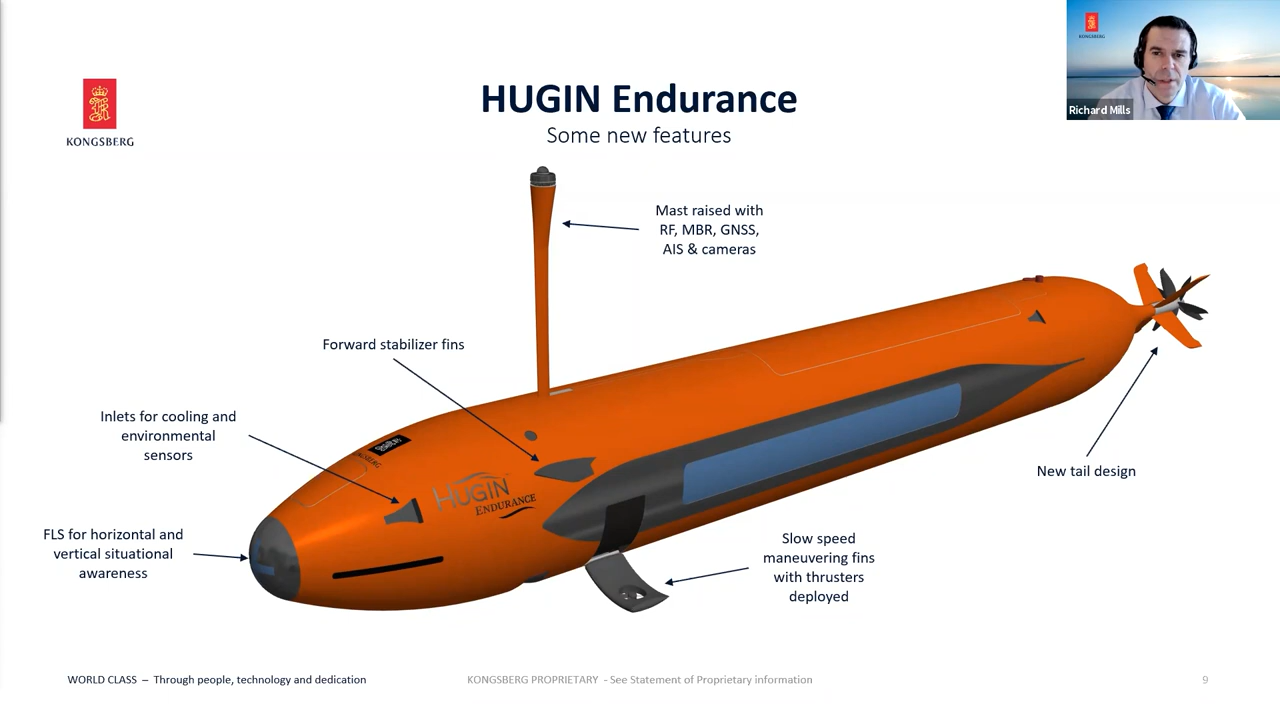 KONGSBERG
Richard Mills
KONGSBERG
HUGIN Endurance
Some new features
Mast raised with
RF, MBR, GNSS,
AIS & cameras
Forward stabilizer fins
Inlets for cooling and
environmental
sensors
HUGIN
ENDURANCE
New tail design
FLS for horizontal and
vertical situational
awareness
Slow speed
maneuvering fins
with thrusters
deployed
WORLD CLASS – Through people, technology and dedication
KONGSBERG PROPRIETARY - See Statement of Proprietary information
9